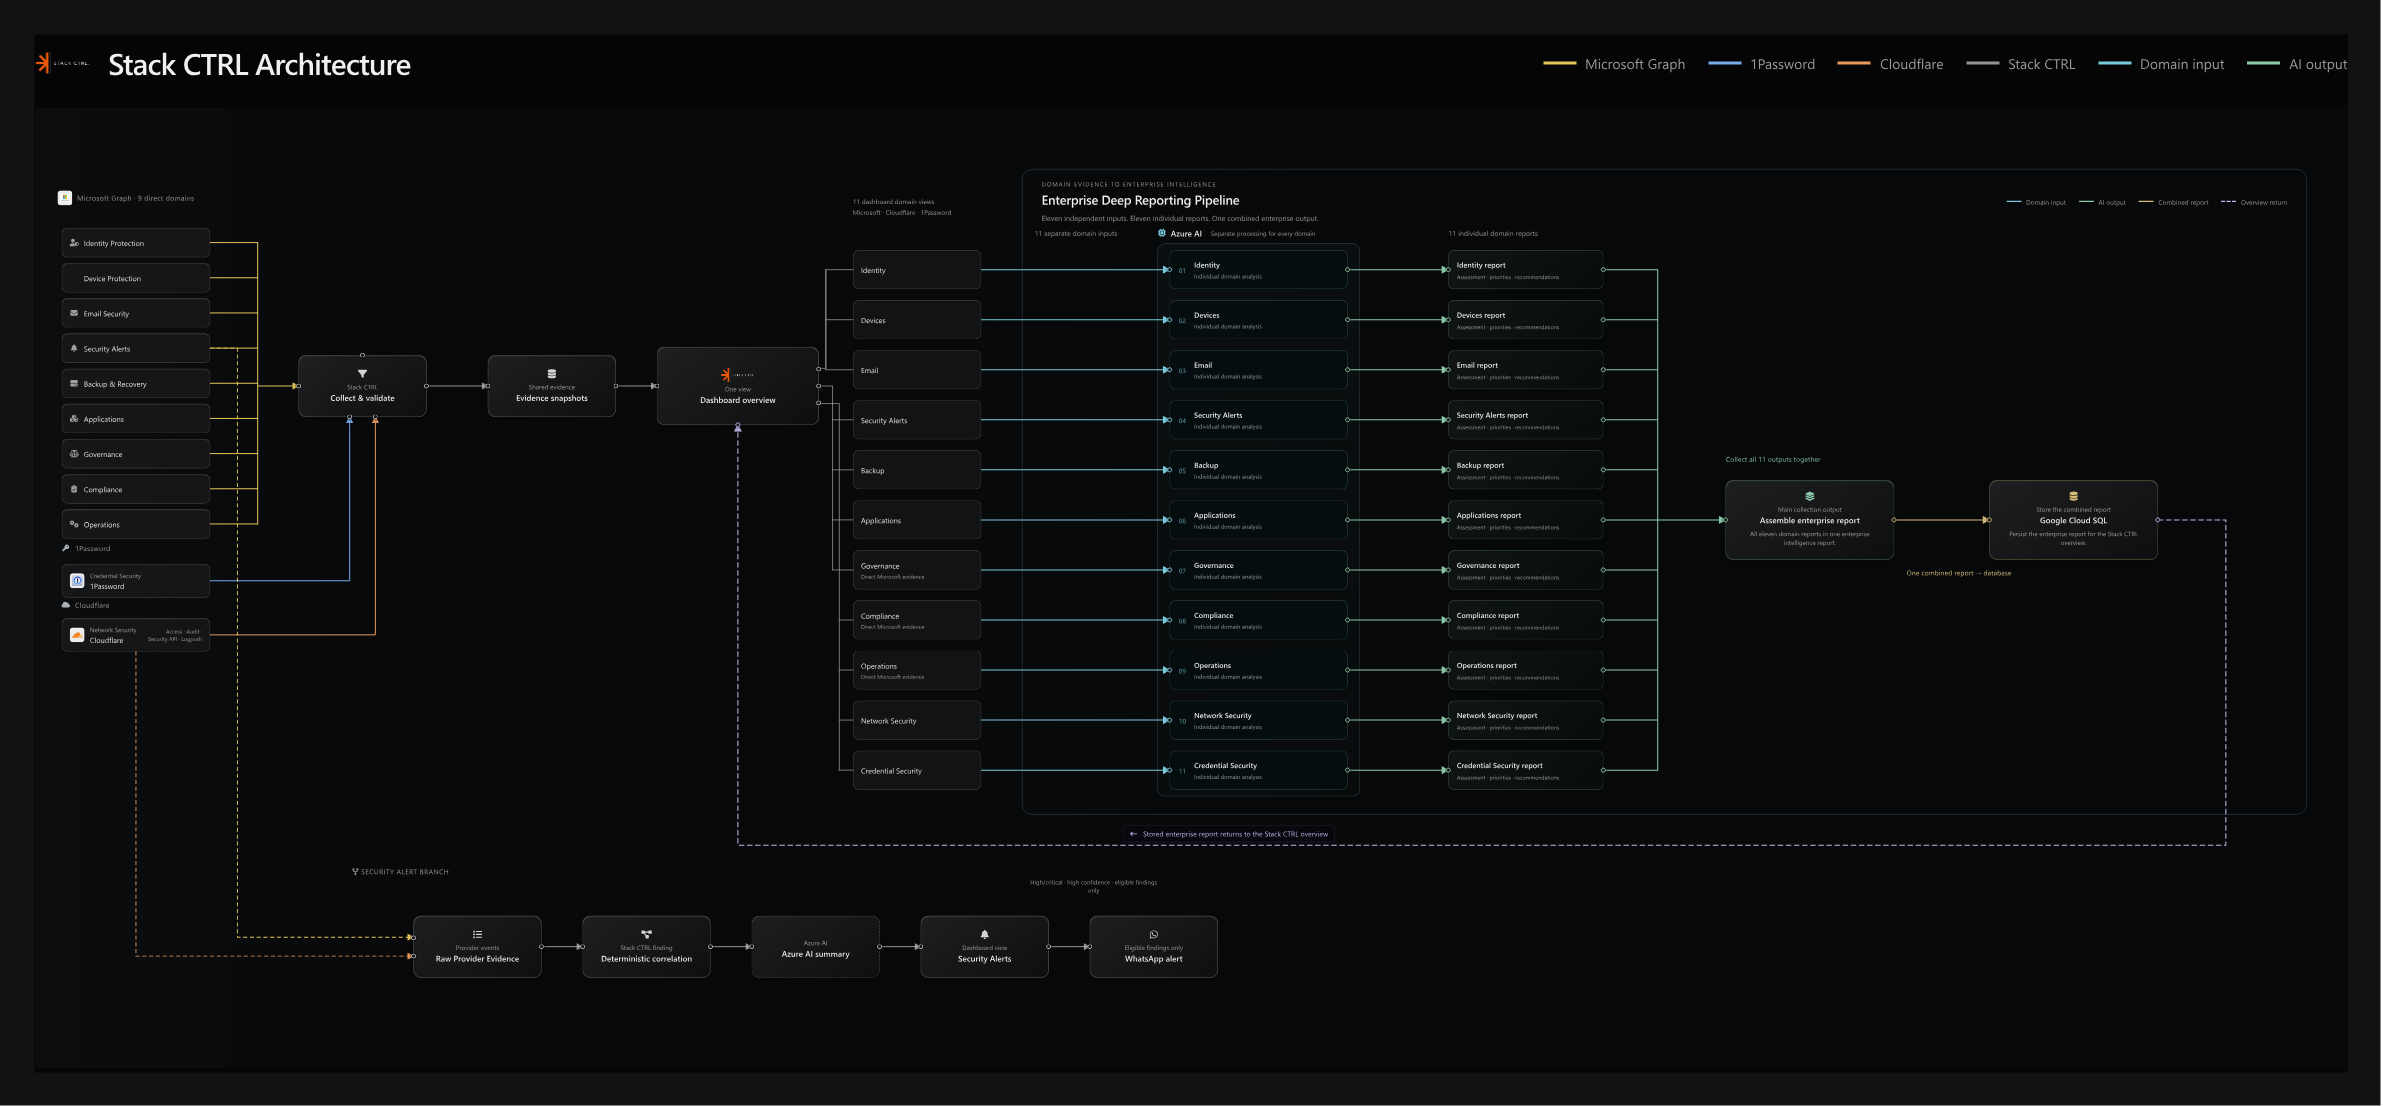 STACK CTRL.
Stack CTRL Architecture
Microsoft Graph
1Password
Cloudflare
Stack CTRL
Domain input
AI output
Microsoft Graph · 9 direct domains
Identity Protection
Device Protection
Email Security
Security Alerts
Backup & Recovery
Applications
Governance
Compliance
Operations
1Password
Credential Security
1Password
Cloudflare
Network Security
Cloudflare
Access · Audit ·
Security API · Logpush
Stack CTRL
Collect & validate
Shared evidence
Evidence snapshots
One view
Dashboard overview
11 dashboard domain views
Microsoft · Cloudflare · 1Password
Identity
Devices
Email
Security Alerts
Backup
Applications
Governance
Direct Microsoft evidence
Compliance
Direct Microsoft evidence
Operations
Direct Microsoft evidence
Network Security
Credential Security
DOMAIN EVIDENCE TO ENTERPRISE INTELLIGENCE
Enterprise Deep Reporting Pipeline
Eleven independent inputs. Eleven individual reports. One combined enterprise output.
Domain input
AI output
Combined report
Overview return
11 separate domain inputs
Azure AI
Separate processing for every domain
11 individual domain reports
01
Identity
Individual domain analysis
02
Devices
Individual domain analysis
03
Email
Individual domain analysis
04
Security Alerts
Individual domain analysis
05
Backup
Individual domain analysis
06
Applications
Individual domain analysis
07
Governance
Individual domain analysis
08
Compliance
Individual domain analysis
09
Operations
Individual domain analysis
10
Network Security
Individual domain analysis
11
Credential Security
Individual domain analysis
Identity report
Assessment · priorities · recommendations
Devices report
Assessment · priorities · recommendations
Email report
Assessment · priorities · recommendations
Security Alerts report
Assessment · priorities · recommendations
Backup report
Assessment · priorities · recommendations
Applications report
Assessment · priorities · recommendations
Governance report
Assessment · priorities · recommendations
Compliance report
Assessment · priorities · recommendations
Operations report
Assessment · priorities · recommendations
Network Security report
Assessment · priorities · recommendations
Credential Security report
Assessment · priorities · recommendations
Collect all 11 outputs together
Main collection output
Assemble enterprise report
All eleven domain reports in one enterprise
intelligence report.
Store the combined report
Google Cloud SQL
Persist the enterprise report for the Stack CTRL
overview.
One combined report → database
← Stored enterprise report returns to the Stack CTRL overview
SECURITY ALERT BRANCH
High/critical · high confidence · eligible findings
only
Provider events
Raw Provider Evidence
Stack CTRL finding
Deterministic correlation
Azure AI
Azure AI summary
Dashboard view
Security Alerts
Eligible findings only
WhatsApp alert